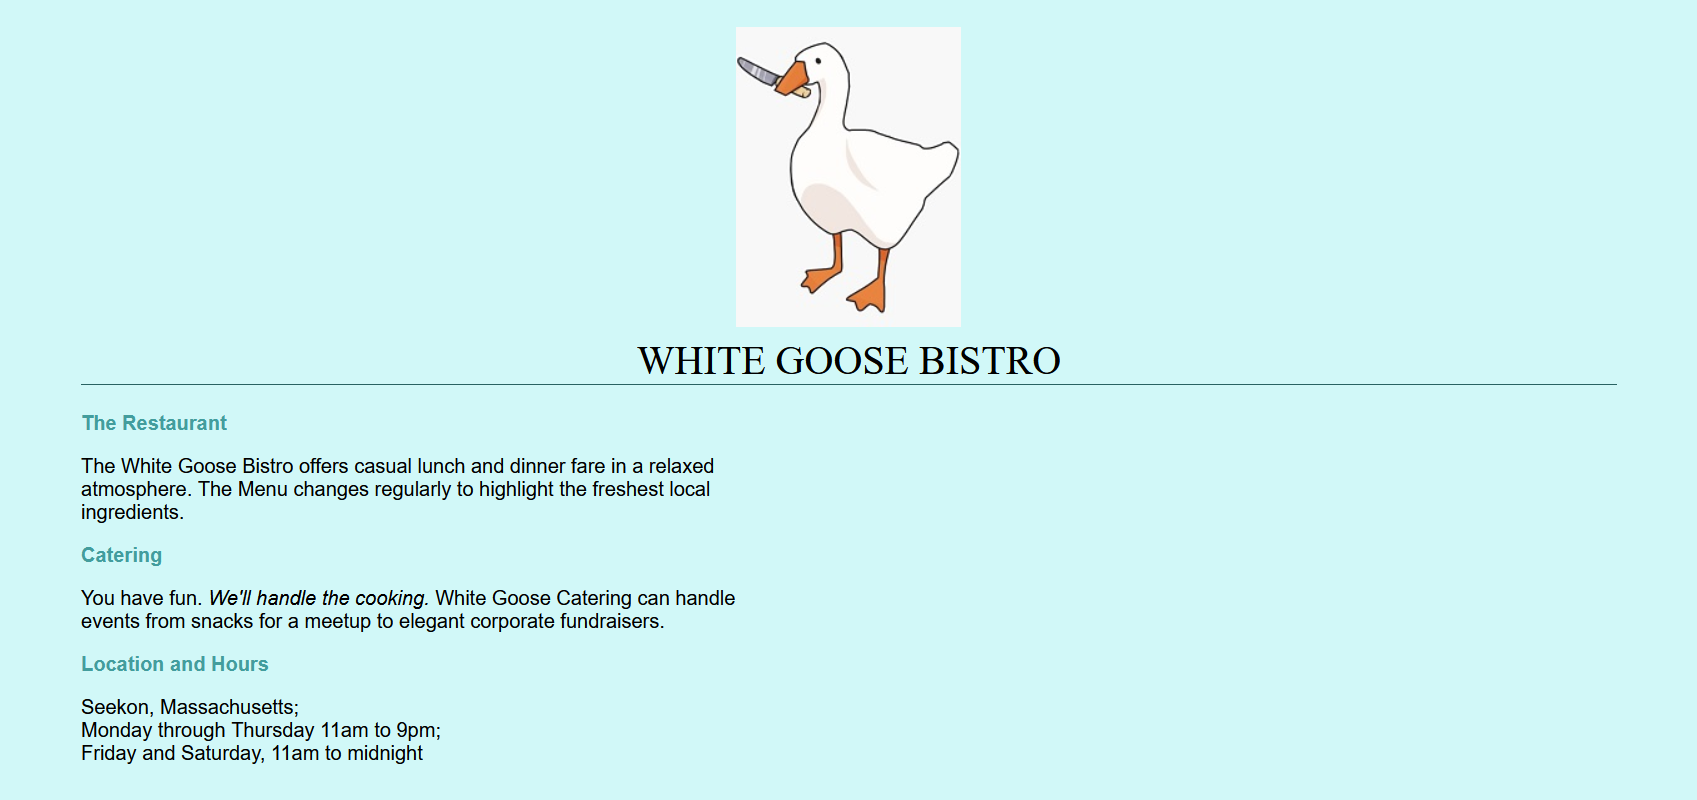 WHITE GOOSE BISTRO
The Restaurant
The White Goose Bistro offers casual lunch and dinner fare in a relaxed
atmosphere. The Menu changes regularly to highlight the freshest local
ingredients.
Catering
You have fun. We'll handle the cooking. White Goose Catering can handle
events from snacks for a meetup to elegant corporate fundraisers.
Location and Hours
Seekon, Massachusetts;
Monday through Thursday 11am to 9pm;
Friday and Saturday, 11am to midnight